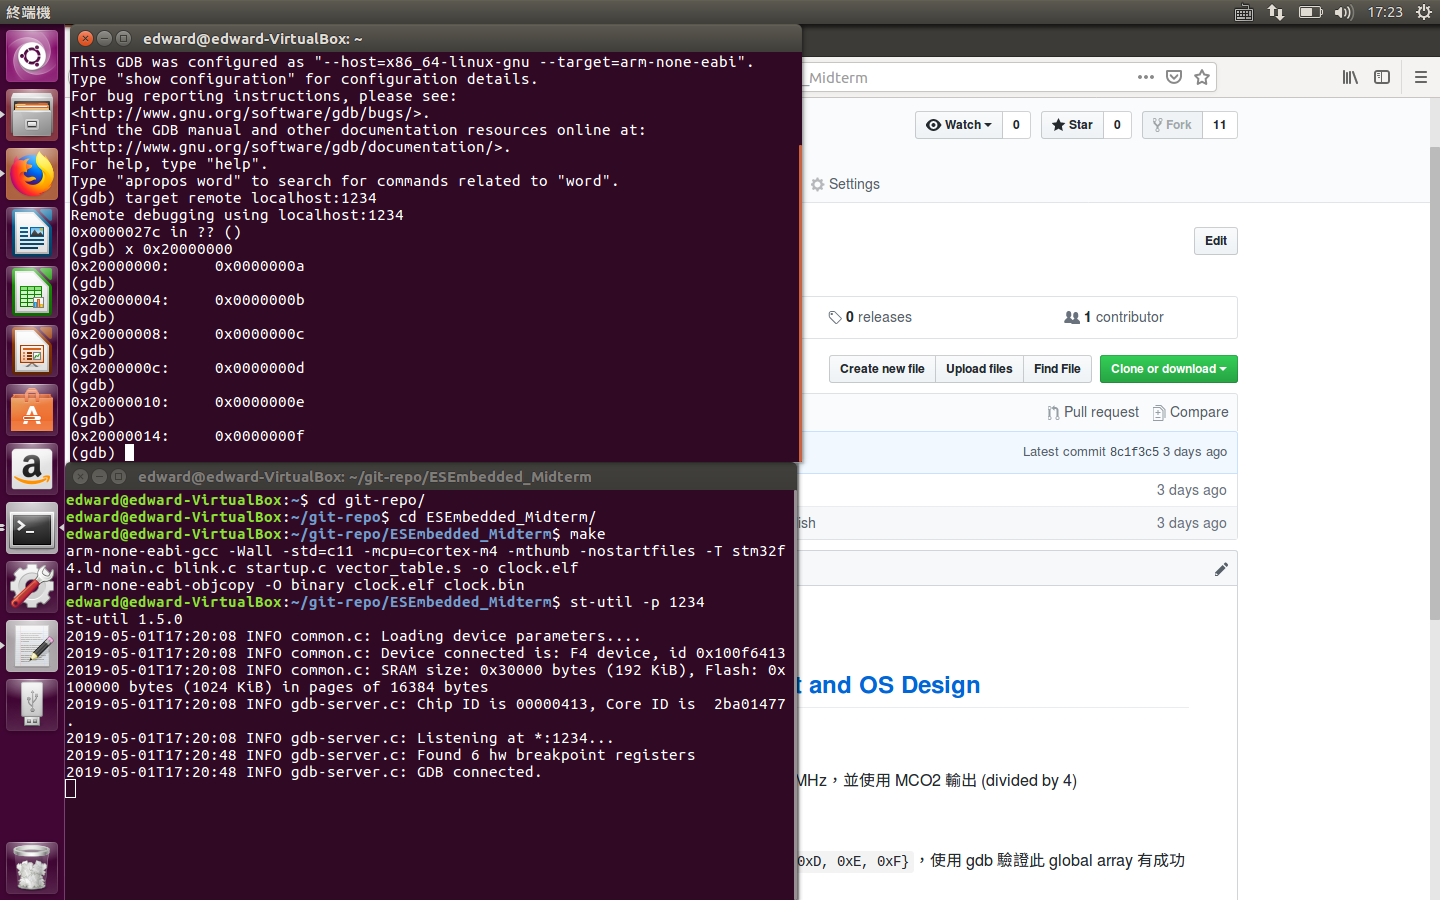 終端機
17:23
edward@edward-VirtualBox: ~
This GDB was configured as "--host=x86_64-linux-gnu --target=arm-none-eabi".
Type "show configuration" for configuration details.
For bug reporting instructions, please see:
<http://www.gnu.org/software/gdb/bugs/>.
Find the GDB manual and other documentation resources online at:
<http://www.gnu.org/software/gdb/documentation/>.
For help, type "help".
Type "apropos word" to search for commands related to "word".
(gdb) target remote localhost:1234
Remote debugging using localhost:1234
0x0000027c in ?? ()
(gdb) x 0x20000000
0x20000000:     0x0000000a
(gdb)
0x20000004:     0x0000000b
(gdb)
0x20000008:     0x0000000c
(gdb)
0x2000000c:     0x0000000d
(gdb)
0x20000010:     0x0000000e
(gdb)
0x20000014:     0x0000000f
(gdb)
edward@edward-VirtualBox: ~/git-repo/ESEmbedded_Midterm
edward@edward-VirtualBox:~$ cd git-repo/
edward@edward-VirtualBox:~/git-repo$ cd ESEmbedded_Midterm/
edward@edward-VirtualBox:~/git-repo/ESEmbedded_Midterm$ make
arm-none-eabi-gcc -Wall -std=c11 -mcpu=cortex-m4 -mthumb -nostartfiles -T stm32f
4.ld main.c blink.c startup.c vector_table.s -o clock.elf
arm-none-eabi-objcopy -O binary clock.elf clock.bin
edward@edward-VirtualBox:~/git-repo/ESEmbedded_Midterm$ st-util -p 1234
st-util 1.5.0
2019-05-01T17:20:08 INFO common.c: Loading device parameters....
2019-05-01T17:20:08 INFO common.c: Device connected is: F4 device, id 0x100f6413
2019-05-01T17:20:08 INFO common.c: SRAM size: 0x30000 bytes (192 KiB), Flash: 0x
100000 bytes (1024 KiB) in pages of 16384 bytes
2019-05-01T17:20:08 INFO gdb-server.c: Chip ID is 00000413, Core ID is  2ba01477
.
2019-05-01T17:20:08 INFO gdb-server.c: Listening at *:1234...
2019-05-01T17:20:48 INFO gdb-server.c: Found 6 hw breakpoint registers
2019-05-01T17:20:48 INFO gdb-server.c: GDB connected.
_Midterm
Watch 0 Star 0 Fork 11
Settings
Edit
0 releases 1 contributor
Create new file Upload files Find File Clone or download
Pull request Compare
Latest commit 8c1f3c5 3 days ago
3 days ago
ish 3 days ago
t and OS Design
MHz，並使用 MCO2 輸出 (divided by 4)
0xD, 0xE, 0xF}，使用 gdb 驗證此 global array 有成功